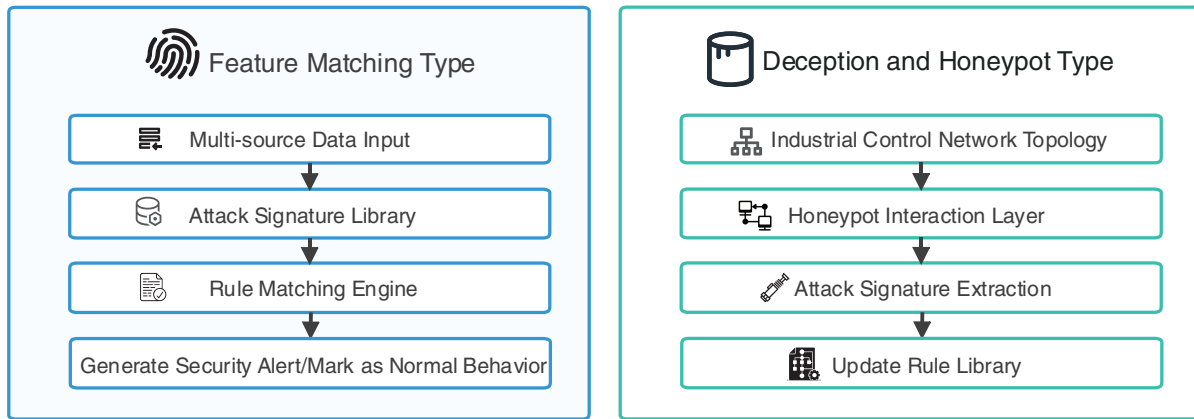 Feature Matching Type
Multi-source Data Input
Attack Signature Library
Rule Matching Engine
Generate Security Alert/Mark as Normal Behavior
Deception and Honeypot Type
Industrial Control Network Topology
Honeypot Interaction Layer
Attack Signature Extraction
Update Rule Library